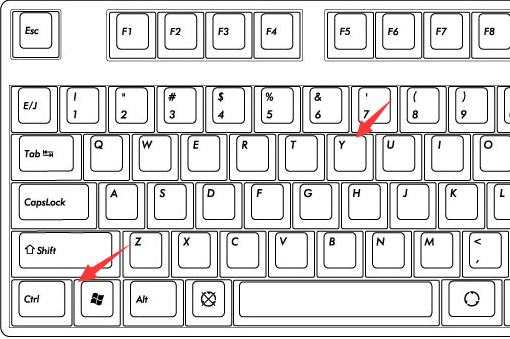 Esc F1 F2 F3 F4 F5 F6 F7 F8
! " # $ % & ' ( )
E/J 1 2 3 4 5 6 7 8 9
Tab Q W E R T Y U I O
CapsLock A S D F G H J K L
Shift Z X C V B N M < ,
Ctrl Alt